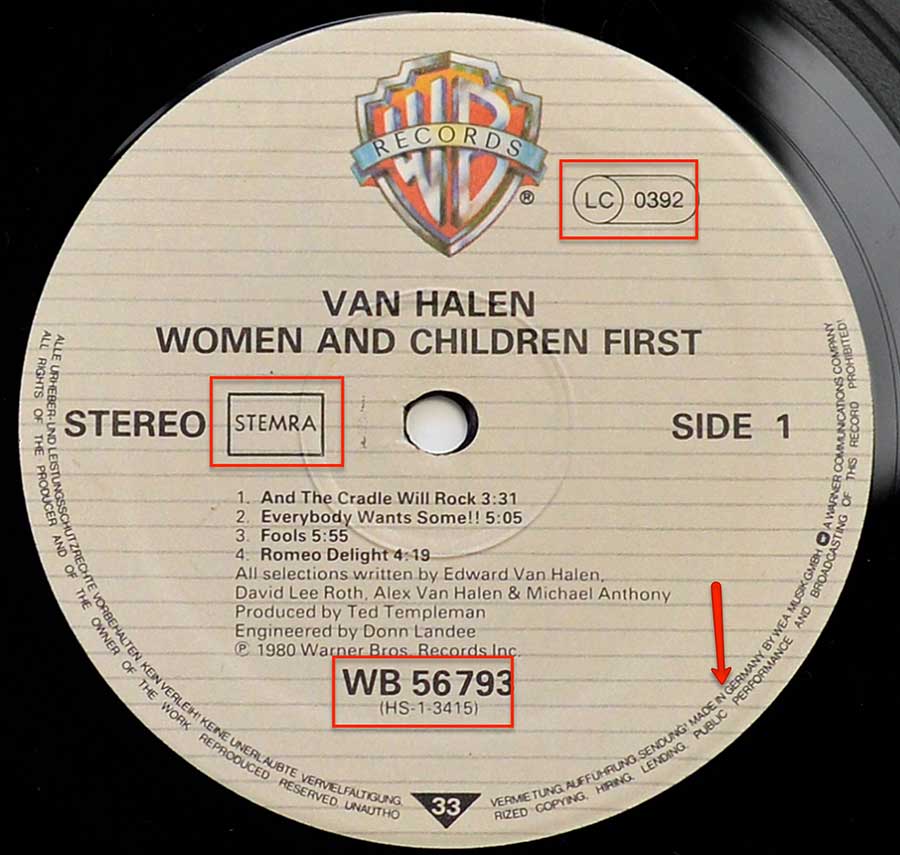 WB
RECORDS
®
LC 0392
VAN HALEN
WOMEN AND CHILDREN FIRST
STEREO
STEMRA
SIDE 1
1. And The Cradle Will Rock 3:31
2. Everybody Wants Some!! 5:05
3. Fools 5:55
4. Romeo Delight 4:19
All selections written by Edward Van Halen,
David Lee Roth, Alex Van Halen & Michael Anthony
Produced by Ted Templeman
Engineered by Donn Landee
℗ 1980 Warner Bros. Records Inc.
WB 56793
(HS-1-3415)
33
ALLE URHEBER- UND LEISTUNGSSCHUTZRECHTE VORBEHALTEN KEIN VERLEIH! KEINE UNERLAUBTE VERVIELFÄLTIGUNG, VERMIETUNG, AUFFÜHRUNG, SENDUNG! MADE IN GERMANY BY WEA MUSIK GMBH A WARNER COMMUNICATIONS COMPANY
ALL RIGHTS OF THE PRODUCER AND OF THE OWNER OF THE WORK REPRODUCED RESERVED. UNAUTHORIZED COPYING, HIRING, LENDING, PUBLIC PERFORMANCE AND BROADCASTING OF THIS RECORD PROHIBITED!